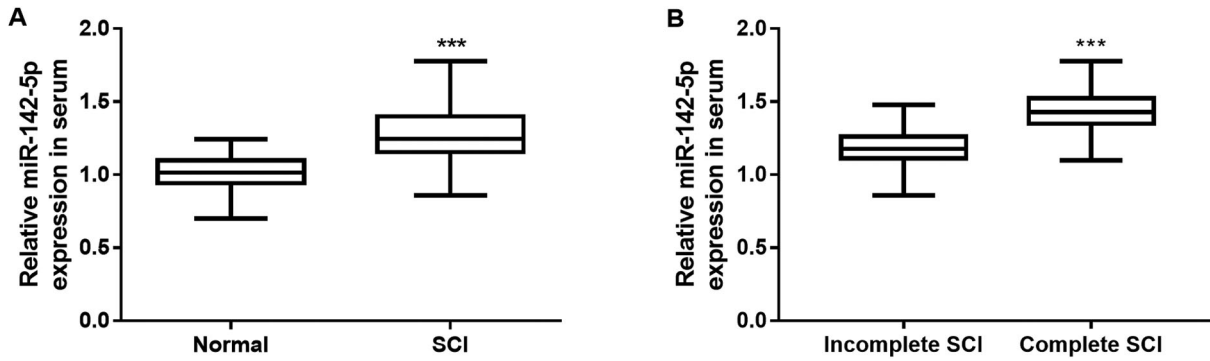 A
Relative miR-142-5p
expression in serum
2.0
1.5
1.0
0.5
0.0
***
Normal
SCI
B
Relative miR-142-5p
expression in serum
2.0
1.5
1.0
0.5
0.0
***
Incomplete SCI
Complete SCI